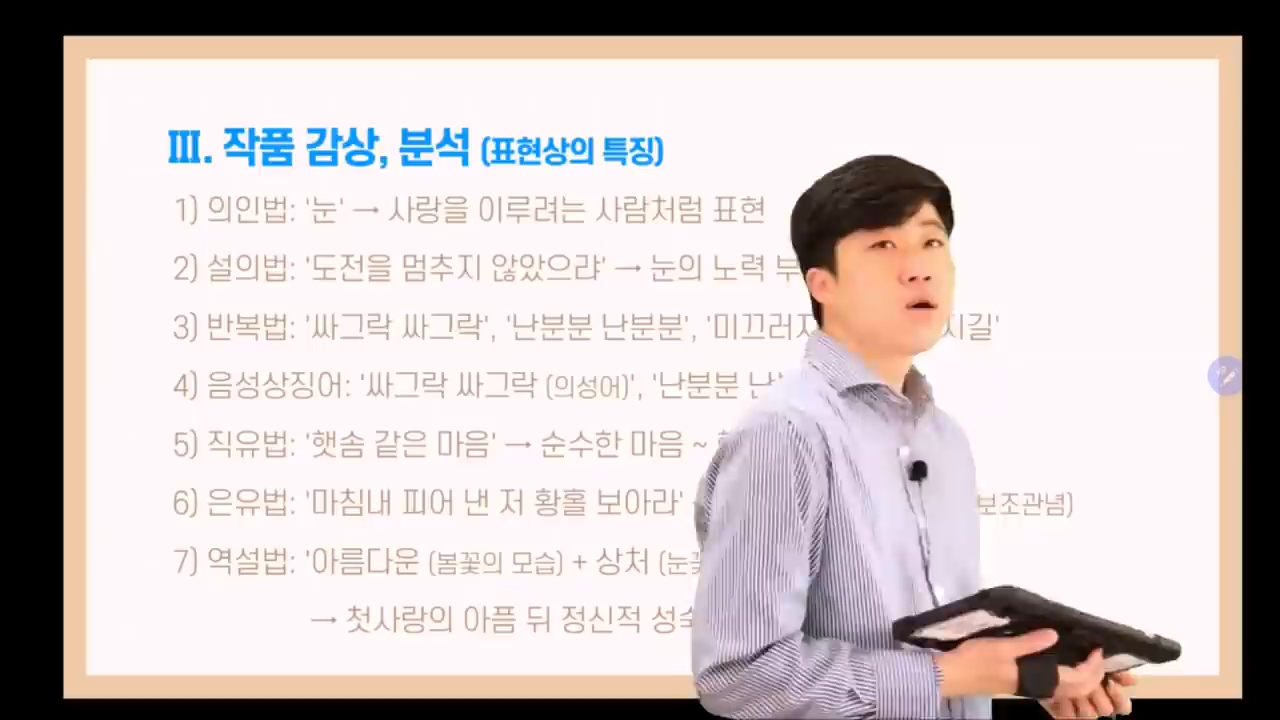 Ⅲ. 작품 감상, 분석 (표현상의 특징)
1) 의인법: '눈' → 사랑을 이루려는 사람처럼 표현
2) 설의법: '도전을 멈추지 않았으랴' → 눈의 노력
3) 반복법: '싸그락 싸그락', '난분분 난분분', '미끄러지 지길'
4) 음성상징어: '싸그락 싸그락 (의성어)', '난분분 난
5) 직유법: '햇솜 같은 마음' → 순수한 마음 ~
6) 은유법: '마침내 피어 낸 저 황홀 보아라' 보조관념)
7) 역설법: '아름다운 (봄꽃의 모습) + 상처
→ 첫사랑의 아픔 뒤 정신적